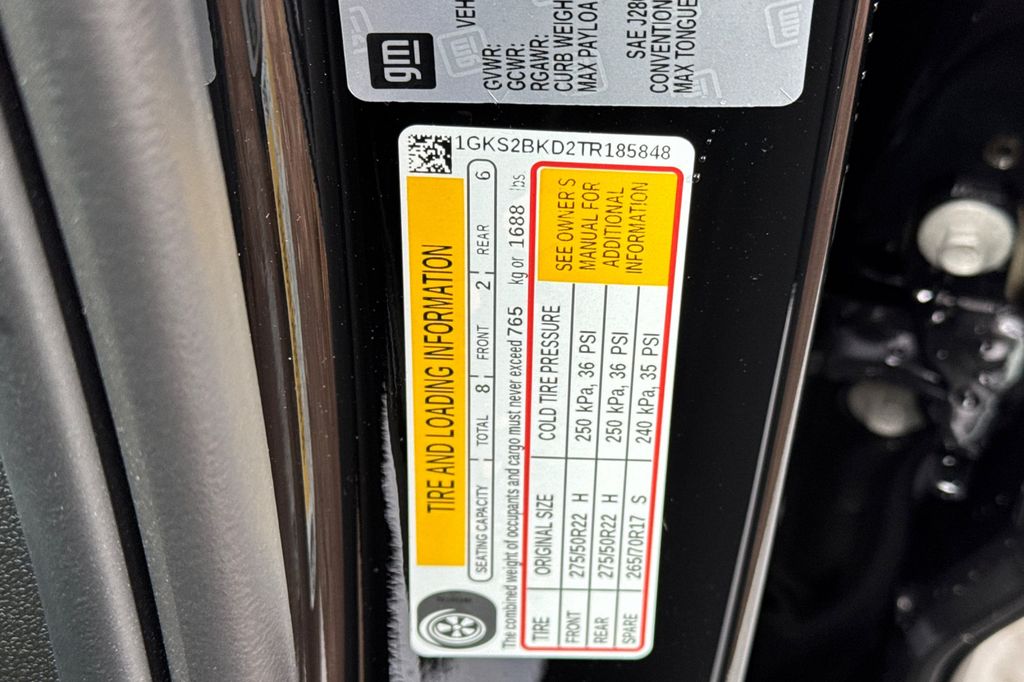 gm
VEH
GVWR:
GCWR:
RGAWR:
CURB WEIGH
MAX PAYLOA
SAE J280
CONVENTION
MAX TONGUE
1GKS2BKD2TR185848
TIRE AND LOADING INFORMATION
SEATING CAPACITY TOTAL 8 FRONT 2 REAR 6
The combined weight of occupants and cargo must never exceed 765 kg or 1688 lbs.
TIRE ORIGINAL SIZE COLD TIRE PRESSURE
FRONT 275/50R22 H 250 kPa, 36 PSI
REAR 275/50R22 H 250 kPa, 36 PSI
SPARE 265/70R17 S 240 kPa, 35 PSI
SEE OWNER'S
MANUAL FOR
ADDITIONAL
INFORMATION